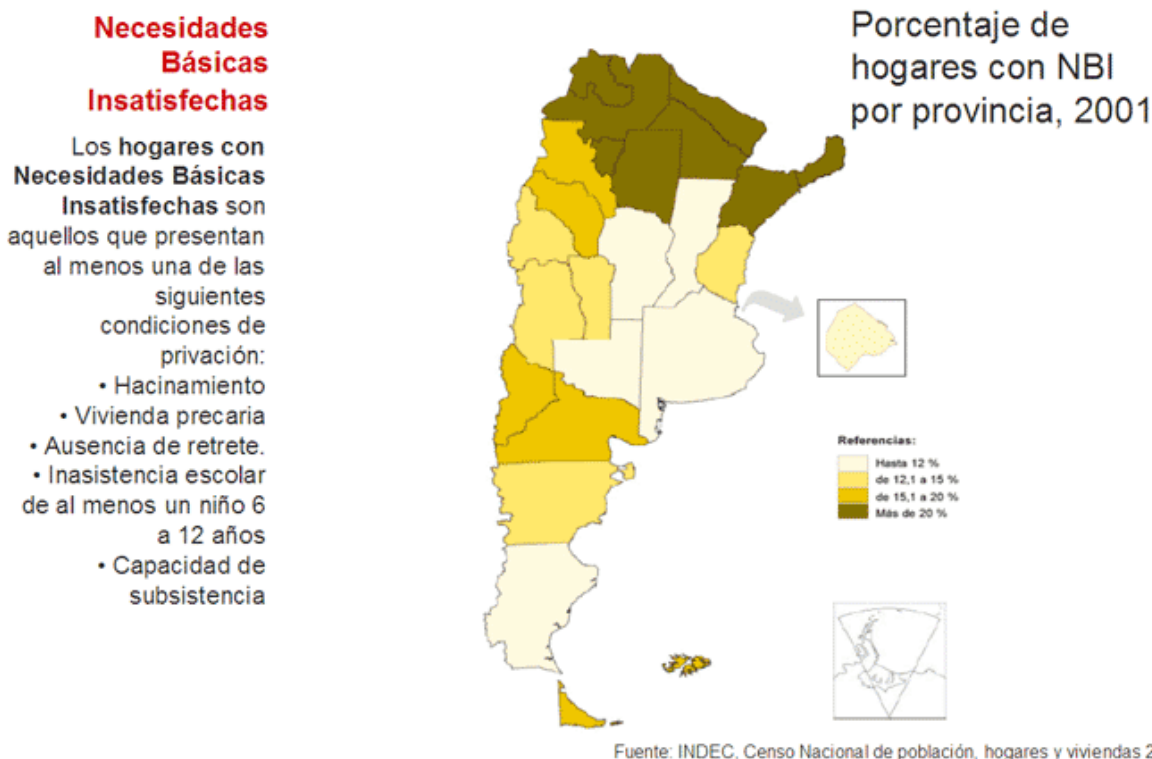 Necesidades
Básicas
Insatisfechas
Los hogares con
Necesidades Básicas
Insatisfechas son
aquellos que presentan
al menos una de las
siguientes
condiciones de
privación:
• Hacinamiento
• Vivienda precaria
• Ausencia de retrete.
• Inasistencia escolar
de al menos un niño 6
a 12 años
• Capacidad de
subsistencia
Porcentaje de
hogares con NBI
por provincia, 2001
Referencias:
Hasta 12 %
de 12,1 a 15 %
de 15,1 a 20 %
Más de 20 %
Fuente: INDEC, Censo Nacional de población, hogares y viviendas 2